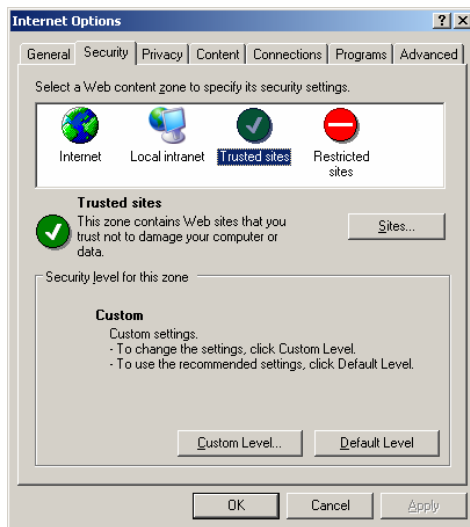 Internet Options
? X
General Security Privacy Content Connections Programs Advanced
Select a Web content zone to specify its security settings.
Internet Local intranet Trusted sites Restricted
sites
Trusted sites
This zone contains Web sites that you
trust not to damage your computer or
data.
Sites...
Security level for this zone
Custom
Custom settings.
- To change the settings, click Custom Level.
- To use the recommended settings, click Default Level.
Custom Level... Default Level
OK Cancel Apply